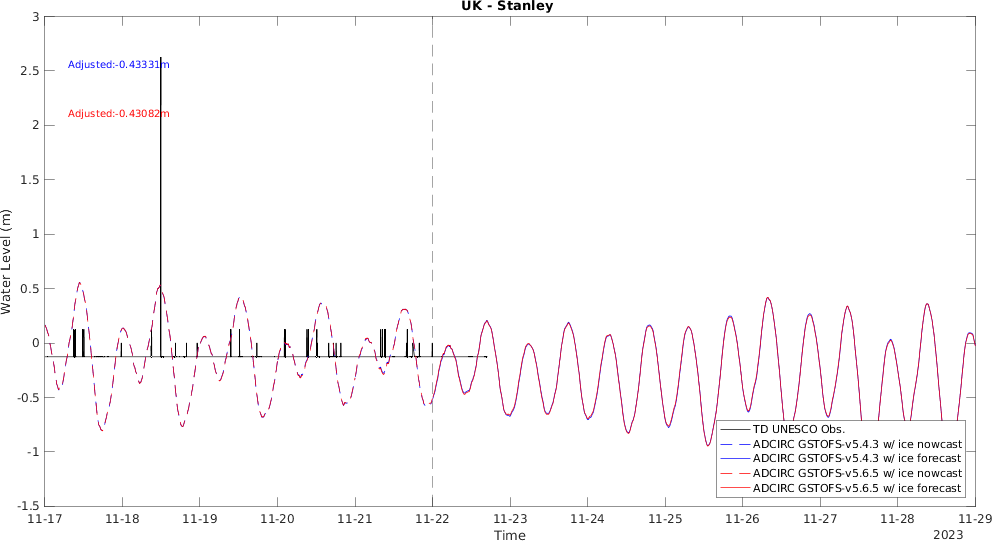 UK - Stanley
3
2.5
2
1.5
1
0.5
0
-0.5
-1
-1.5
Water Level (m)
Adjusted:-0.43331m
Adjusted:-0.43082m
TD UNESCO Obs.
ADCIRC GSTOFS-v5.4.3 w/ ice nowcast
ADCIRC GSTOFS-v5.4.3 w/ ice forecast
ADCIRC GSTOFS-v5.6.5 w/ ice nowcast
ADCIRC GSTOFS-v5.6.5 w/ ice forecast
11-17 11-18 11-19 11-20 11-21 11-22 11-23 11-24 11-25 11-26 11-27 11-28 11-29
Time
2023